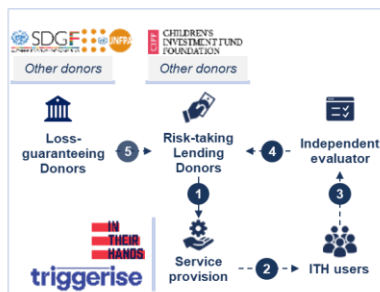 SDGF UNFPA
CIFF CHILDREN'S
INVESTMENT FUND
FOUNDATION
Other donors
Other donors
Loss-
guaranteeing
Donors
5
Risk-taking
Lending
Donors
4
Independent
evaluator
1
3
IN
THEIR
HANDS
triggerise
Service
provision
2
ITH users